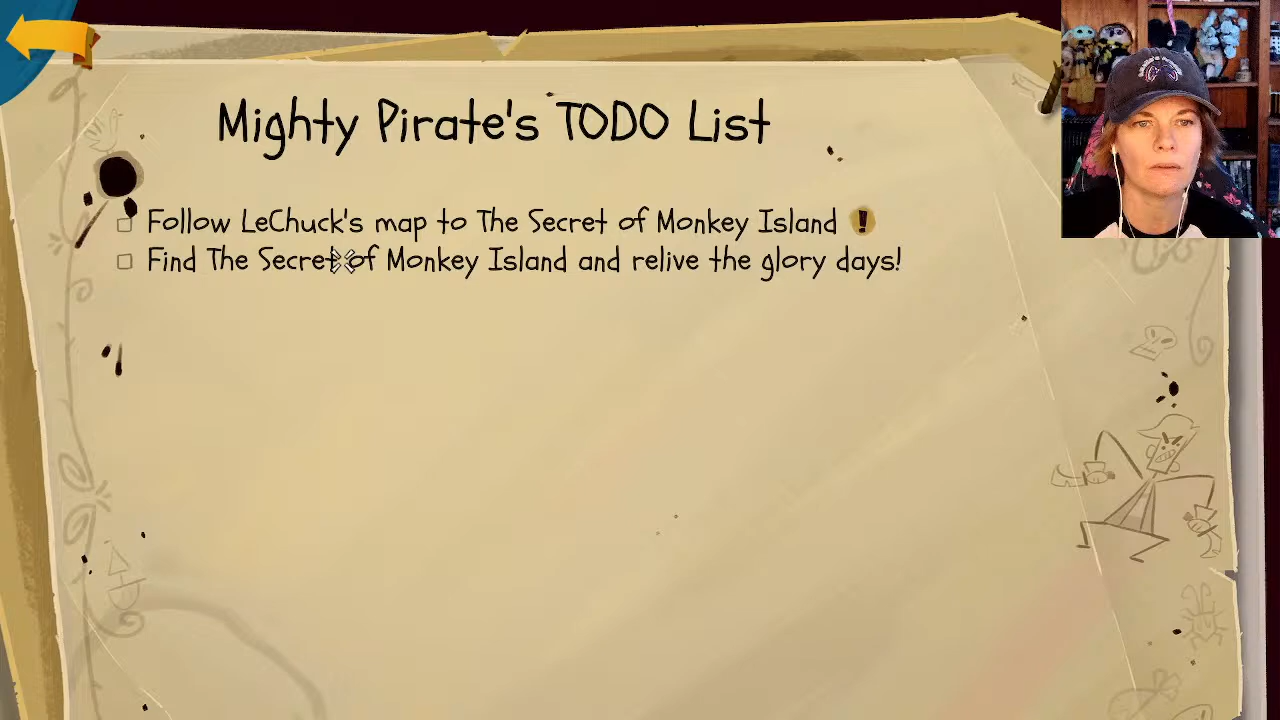 Mighty Pirate's TODO List
Follow LeChuck's map to The Secret of Monkey Island !
Find The Secret of Monkey Island and relive the glory days!